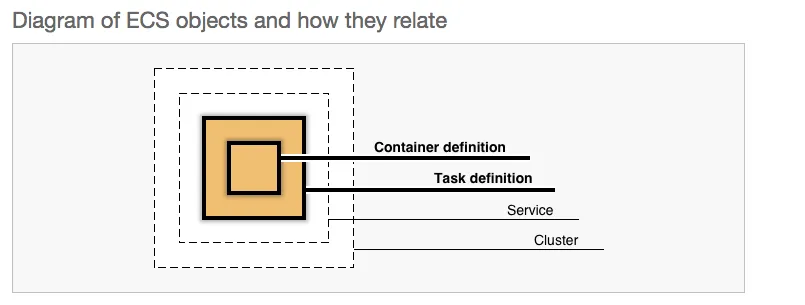 Diagram of ECS objects and how they relate
Container definition
Task definition
Service
Cluster